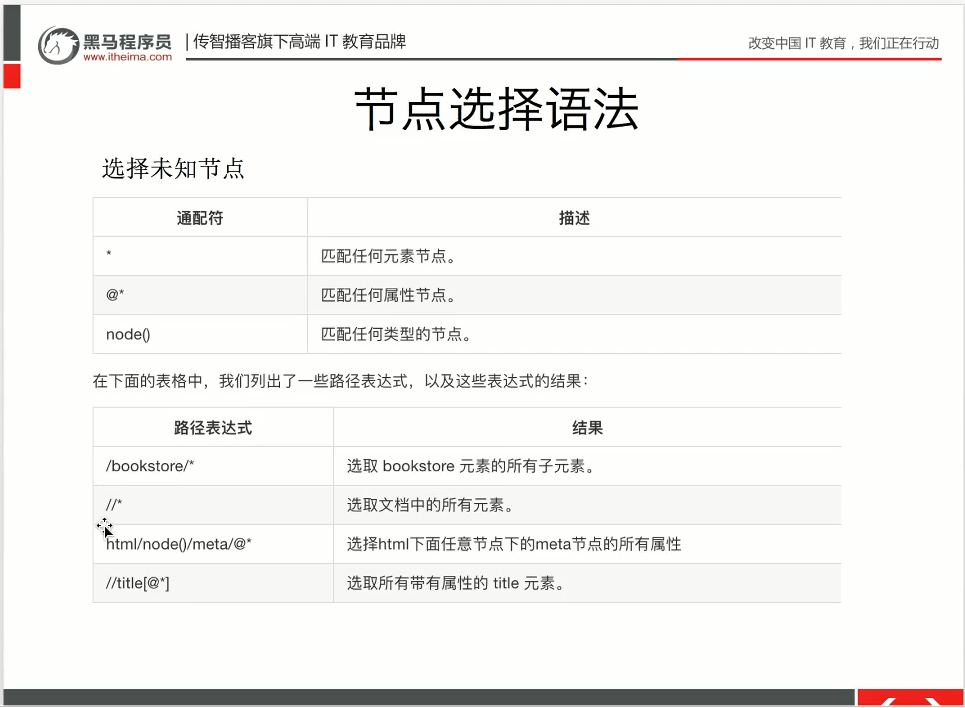 黑马程序员 | 传智播客旗下高端 IT 教育品牌
www.itheima.com
改变中国 IT 教育，我们正在行动
节点选择语法
选择未知节点
通配符 描述
* 匹配任何元素节点。
@* 匹配任何属性节点。
node() 匹配任何类型的节点。
在下面的表格中，我们列出了一些路径表达式，以及这些表达式的结果：
路径表达式 结果
/bookstore/* 选取 bookstore 元素的所有子元素。
//* 选取文档中的所有元素。
html/node()/meta/@* 选择html下面任意节点下的meta节点的所有属性
//title[@*] 选取所有带有属性的 title 元素。